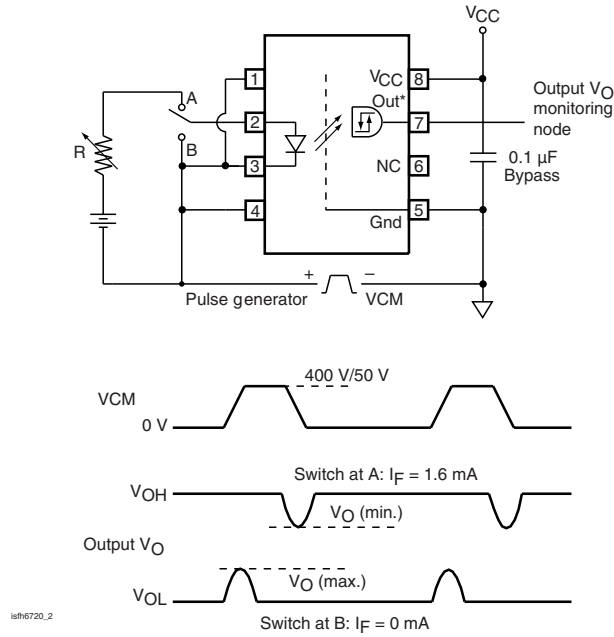 VCC
1
VCC
8
A
Out*
Output VO
monitoring
node
2
7
R
B
3
NC
6
0.1 µF
Bypass
4
5
Gnd
+
–
Pulse generator
VCM
400 V/50 V
VCM
0 V
Switch at A: IF = 1.6 mA
VOH
VO (min.)
Output VO
VO (max.)
VOL
Switch at B: IF = 0 mA
isfh6720_2